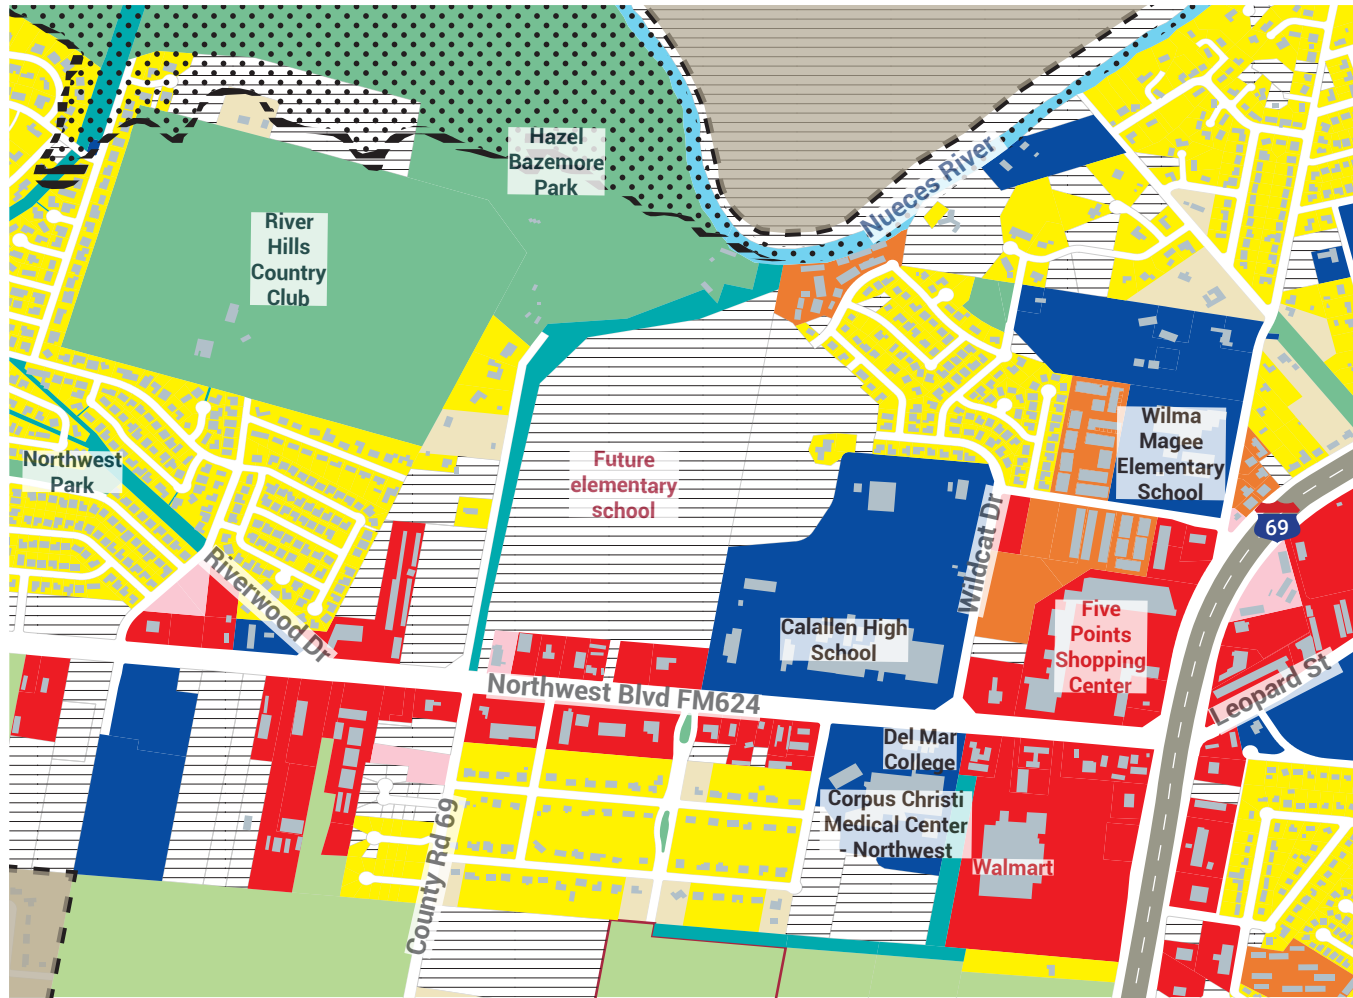 Hazel
Bazemore
Park
Nueces River
River
Hills
Country
Club
Northwest
Park
Future
elementary
school
Wilma
Magee
Elementary
School
69
Wildcat Dr
Riverwood Dr
Calallen High
School
Five
Points
Shopping
Center
Leopard St
Northwest Blvd FM624
Del Mar
College
Corpus Christi
Medical Center
- Northwest
Walmart
County Rd 69